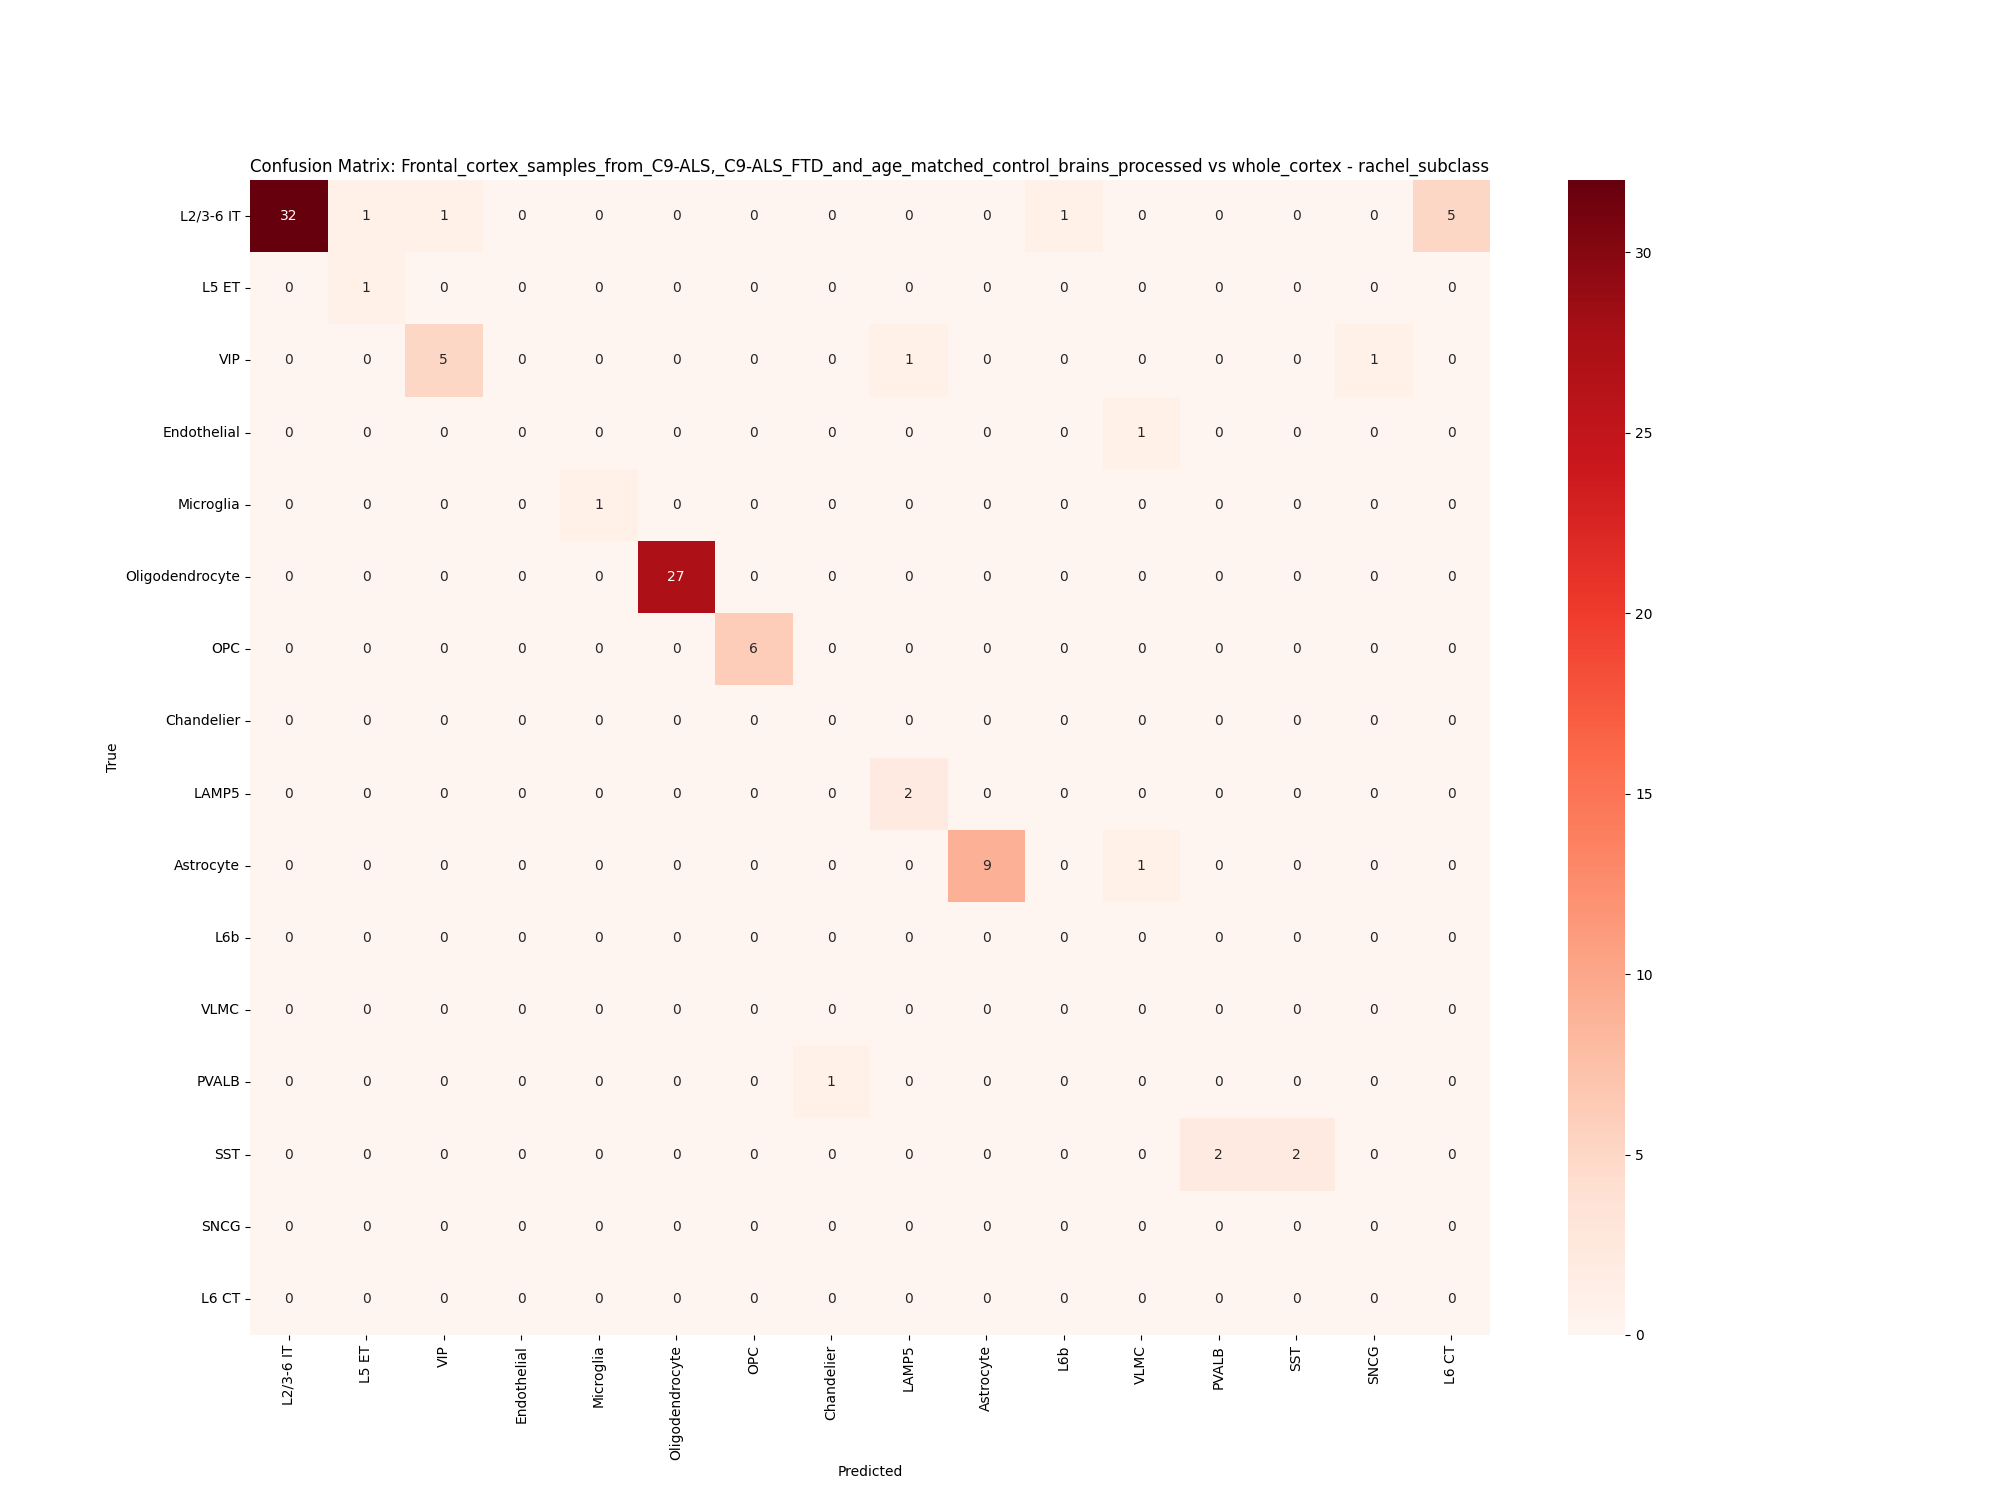 Confusion Matrix: Frontal_cortex_samples_from_C9-ALS,_C9-ALS_FTD_and_age_matched_control_brains_processed vs whole_cortex - rachel_subclass
L2/3-6 IT 32 1 1 0 0 0 0 0 0 0 1 0 0 0 0 5
L5 ET 0 1 0 0 0 0 0 0 0 0 0 0 0 0 0 0
VIP 0 0 5 0 0 0 0 0 1 0 0 0 0 0 1 0
Endothelial 0 0 0 0 0 0 0 0 0 0 0 1 0 0 0 0
Microglia 0 0 0 0 1 0 0 0 0 0 0 0 0 0 0 0
Oligodendrocyte 0 0 0 0 0 27 0 0 0 0 0 0 0 0 0 0
OPC 0 0 0 0 0 0 6 0 0 0 0 0 0 0 0 0
Chandelier 0 0 0 0 0 0 0 0 0 0 0 0 0 0 0 0
LAMP5 0 0 0 0 0 0 0 0 2 0 0 0 0 0 0 0
Astrocyte 0 0 0 0 0 0 0 0 0 9 0 1 0 0 0 0
L6b 0 0 0 0 0 0 0 0 0 0 0 0 0 0 0 0
VLMC 0 0 0 0 0 0 0 0 0 0 0 0 0 0 0 0
PVALB 0 0 0 0 0 0 0 1 0 0 0 0 0 0 0 0
SST 0 0 0 0 0 0 0 0 0 0 0 0 2 2 0 0
SNCG 0 0 0 0 0 0 0 0 0 0 0 0 0 0 0 0
L6 CT 0 0 0 0 0 0 0 0 0 0 0 0 0 0 0 0
True
L2/3-6 IT
L5 ET
VIP
Endothelial
Microglia
Oligodendrocyte
OPC
Chandelier
LAMP5
Astrocyte
L6b
VLMC
PVALB
SST
SNCG
L6 CT
Predicted
30
25
20
15
10
5
0